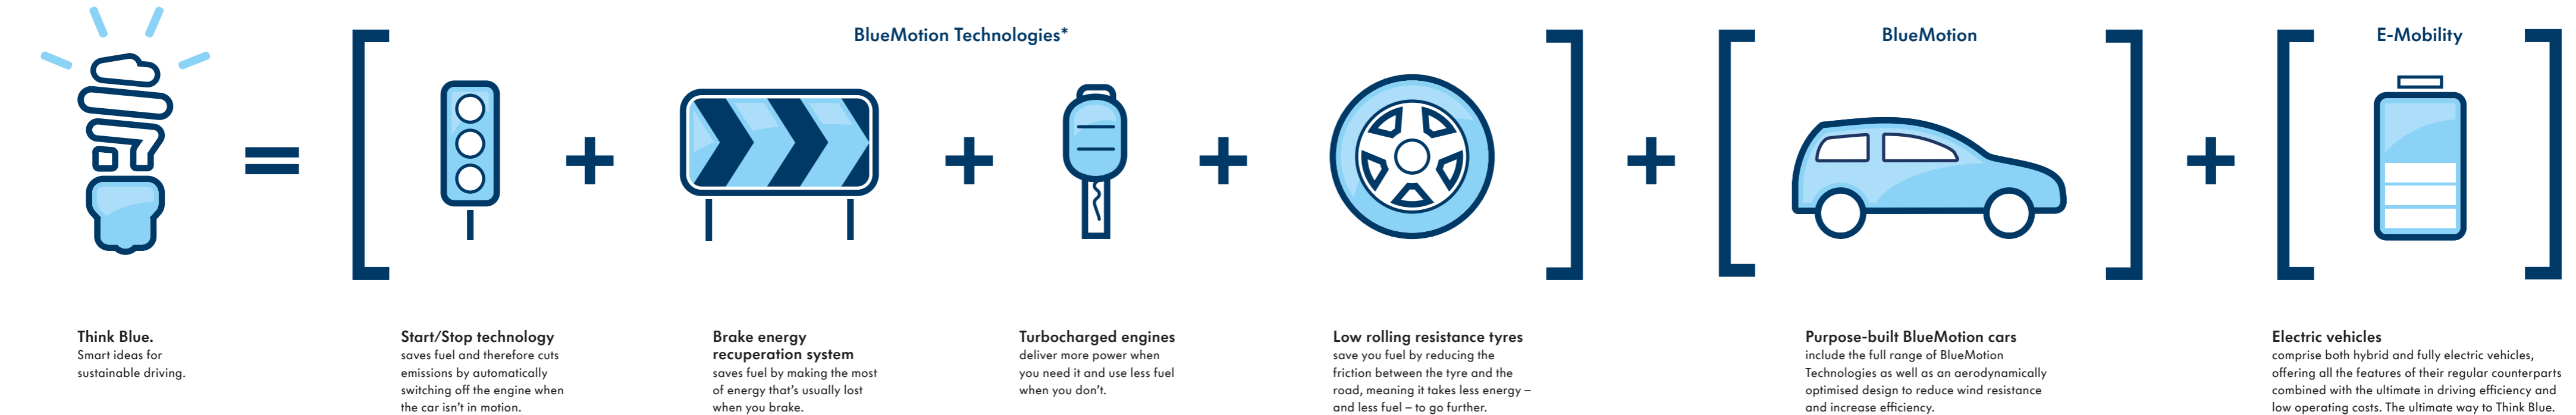 BlueMotion Technologies*
BlueMotion
E-Mobility
Think Blue.
Smart ideas for
sustainable driving.
Start/Stop technology
saves fuel and therefore cuts
emissions by automatically
switching off the engine when
the car isn't in motion.
Brake energy
recuperation system
saves fuel by making the most
of energy that's usually lost
when you brake.
Turbocharged engines
deliver more power when
you need it and use less fuel
when you don't.
Low rolling resistance tyres
save you fuel by reducing the
friction between the tyre and the
road, meaning it takes less energy –
and less fuel – to go further.
Purpose-built BlueMotion cars
include the full range of BlueMotion
Technologies as well as an aerodynamically
optimised design to reduce wind resistance
and increase efficiency.
Electric vehicles
comprise both hybrid and fully electric vehicles,
offering all the features of their regular counterparts
combined with the ultimate in driving efficiency and
low operating costs. The ultimate way to Think Blue.